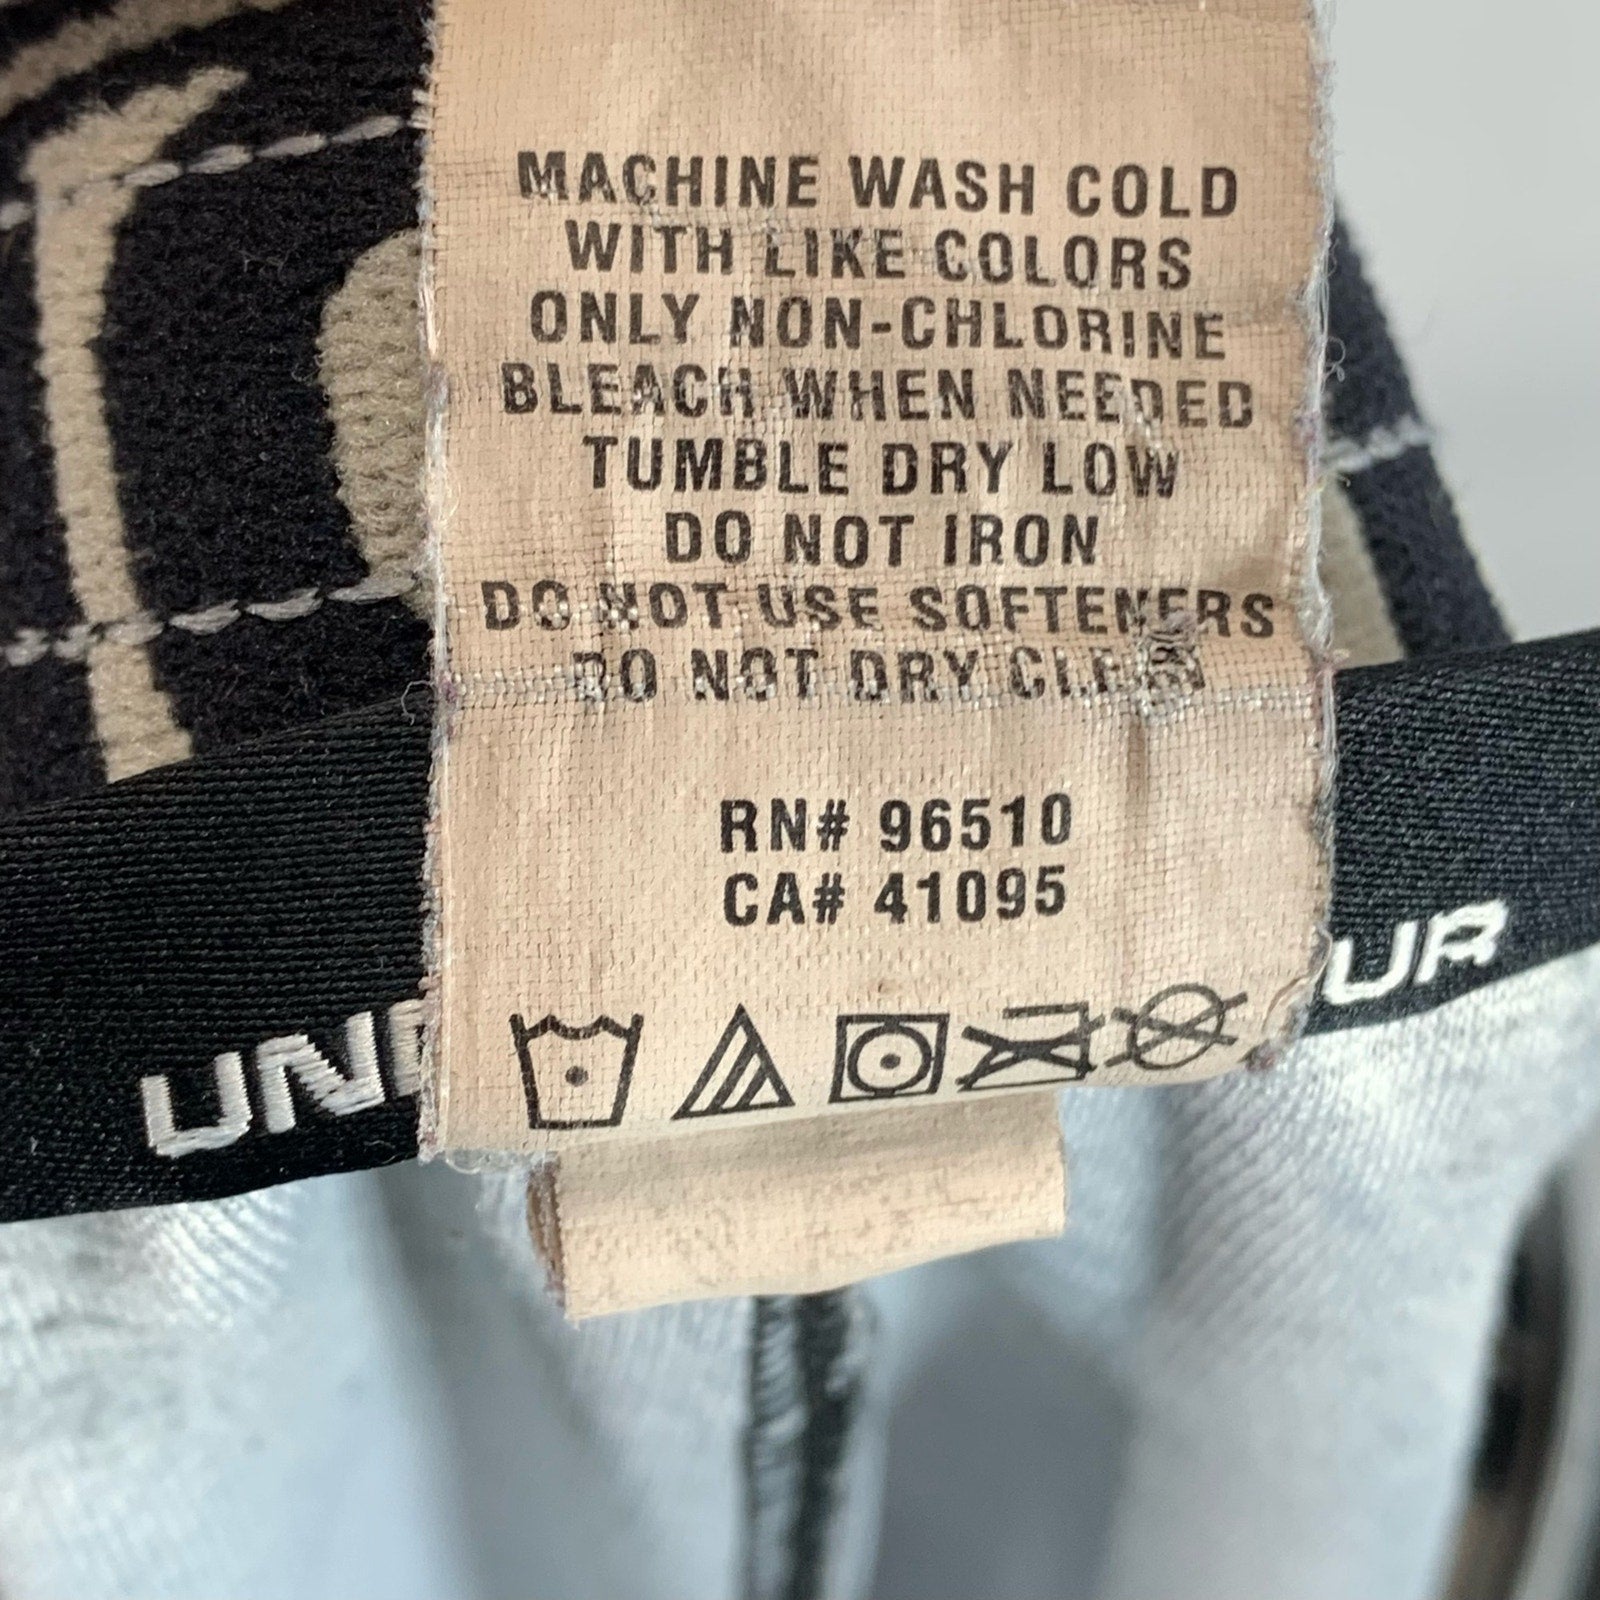 MACHINE WASH COLD
WITH LIKE COLORS
ONLY NON-CHLORINE
BLEACH WHEN NEEDED
TUMBLE DRY LOW
DO NOT IRON
DO NOT USE SOFTENERS
DO NOT DRY CLEAN
RN# 96510
CA# 41095